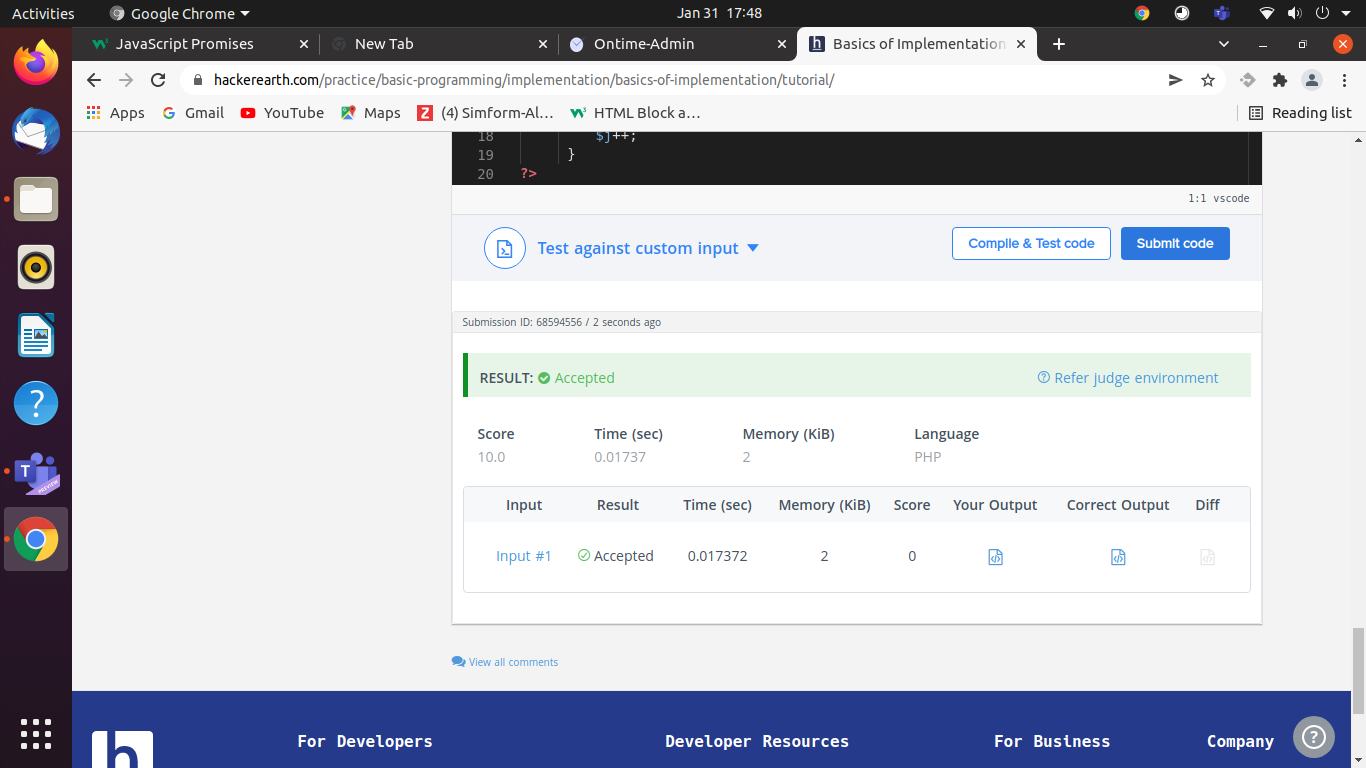 Activities Google Chrome Jan 31 17:48
JavaScript Promises New Tab Ontime-Admin Basics of Implementation
hackerearth.com/practice/basic-programming/implementation/basics-of-implementation/tutorial/
Apps Gmail YouTube Maps (4) Simform-Al... HTML Block a... Reading list
18 $j++;
19 }
20 ?>
1:1 vscode
Test against custom input Compile & Test code Submit code
Submission ID: 68594556 / 2 seconds ago
RESULT: Accepted Refer judge environment
Score Time (sec) Memory (KiB) Language
10.0 0.01737 2 PHP
Input Result Time (sec) Memory (KiB) Score Your Output Correct Output Diff
Input #1 Accepted 0.017372 2 0
View all comments
h For Developers Developer Resources For Business Company